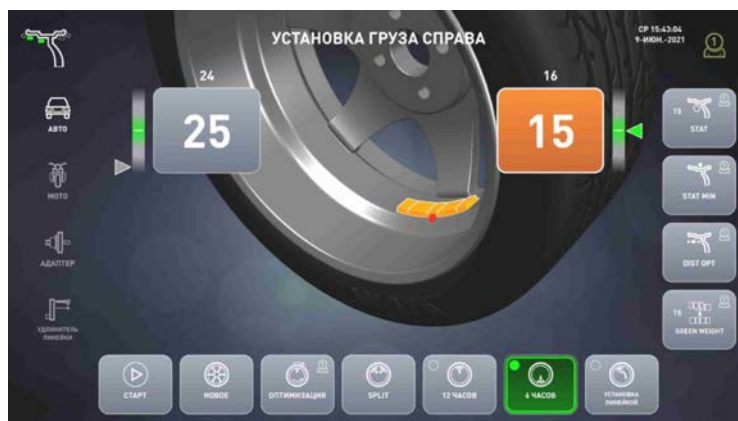 УСТАНОВКА ГРУЗА СПРАВА
СР 15:43:04
9-ИЮН.-2021
1
24
25
16
15
АВТО
МОТО
АДАПТЕР
УДЛИНИТЕЛЬ
ЛИНЕЙКИ
15
STAT
STAT MIN
DIST OPT
15
GREEN WEIGHT
СТАРТ
НОВОЕ
ОПТИМИЗАЦИЯ
SPLIT
12 ЧАСОВ
6 ЧАСОВ
УСТАНОВКА
ЛИНЕЙКОЙ